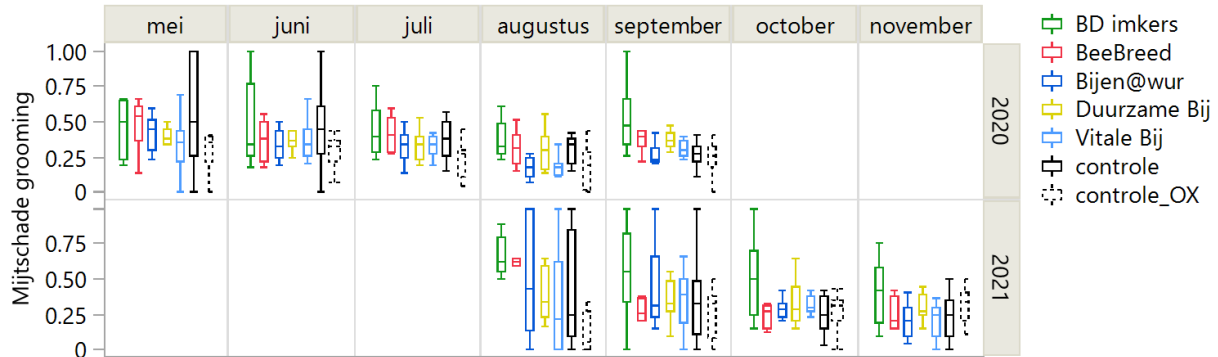 mei juni juli augustus september october november
Mijtschade grooming
1.00
0.75
0.50
0.25
0
2020
0.75
0.50
0.25
0
2021
BD imkers
BeeBreed
Bijen@wur
Duurzame Bij
Vitale Bij
controle
controle_OX